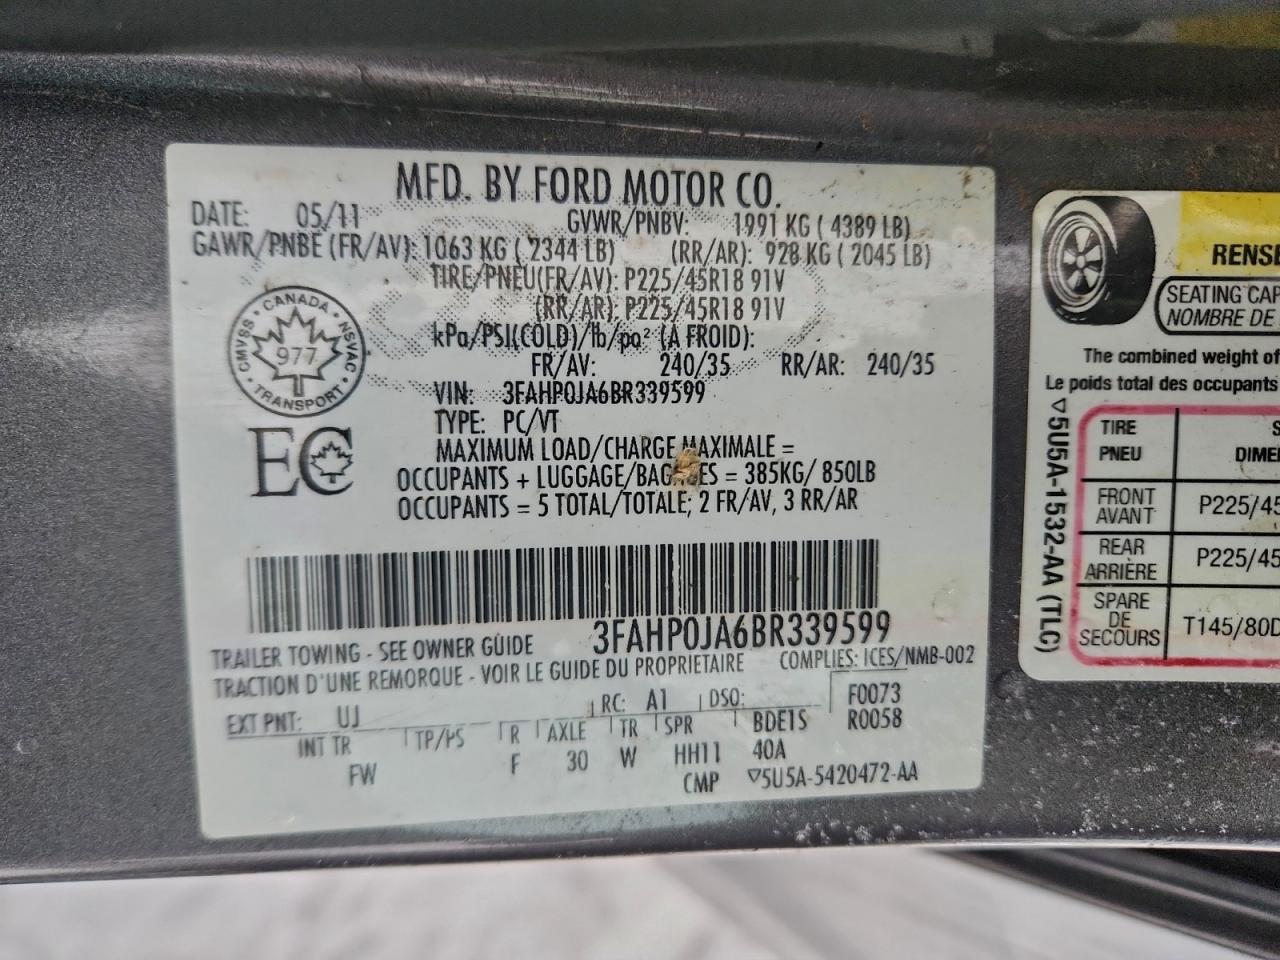 MFD. BY FORD MOTOR CO.
DATE: 05/11 GVWR/PNBV: 1991 KG ( 4389 LB)
GAWR/PNBE (FR/AV): 1063 KG ( 2344 LB) (RR/AR): 928 KG ( 2045 LB)
TIRE/PNEU(FR/AV): P225/45R18 91V
(RR/AR): P225/45R18 91V
kPa/PSI(COLD)/lb/po² (A FROID):
FR/AV: 240/35 RR/AR: 240/35
VIN: 3FAHP0JA6BR339599
TYPE: PC/VT
MAXIMUM LOAD/CHARGE MAXIMALE =
OCCUPANTS + LUGGAGE/BAGAGES = 385KG/ 850LB
OCCUPANTS = 5 TOTAL/TOTALE; 2 FR/AV, 3 RR/AR
CANADA
CMVSS · NSVAC
977
TRANSPORT
EC
3FAHP0JA6BR339599
TRAILER TOWING - SEE OWNER GUIDE
TRACTION D'UNE REMORQUE - VOIR LE GUIDE DU PROPRIETAIRE COMPLIES: ICES/NMB-002
EXT PNT: UJ RC: A1 DSO: F0073
INT TR TP/PS R AXLE TR SPR BDE1S R0058
FW F 30 W HH11 40A
CMP ▽5U5A-5420472-AA
RENSE
SEATING CAP
NOMBRE DE
The combined weight of
Le poids total des occupants
▽5U5A-1532-AA (TLC)
TIRE S
PNEU DIME
FRONT
AVANT P225/45
REAR
ARRIÈRE P225/45
SPARE
DE
SECOURS T145/80D